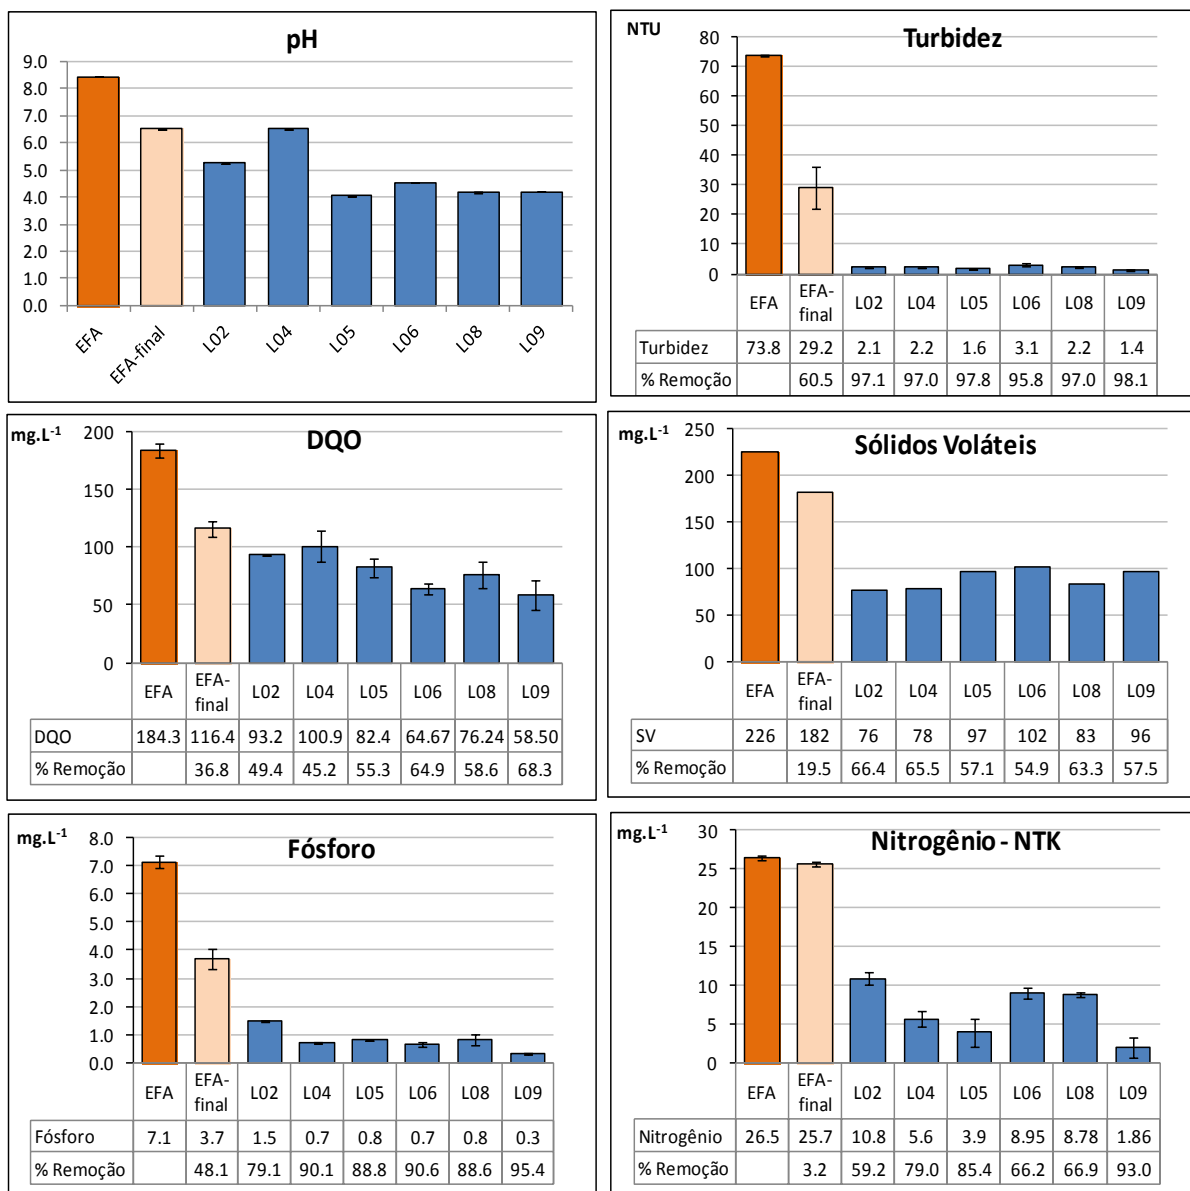 pH
9.0
8.0
7.0
6.0
5.0
4.0
3.0
2.0
1.0
0.0
EFA EFA-final L02 L04 L05 L06 L08 L09
NTU
Turbidez
80
70
60
50
40
30
20
10
0
EFA EFA-final L02 L04 L05 L06 L08 L09
Turbidez 73.8 29.2 2.1 2.2 1.6 3.1 2.2 1.4
% Remoção 60.5 97.1 97.0 97.8 95.8 97.0 98.1
mg.L⁻¹
DQO
200
150
100
50
0
EFA EFA-final L02 L04 L05 L06 L08 L09
DQO 184.3 116.4 93.2 100.9 82.4 64.67 76.24 58.50
% Remoção 36.8 49.4 45.2 55.3 64.9 58.6 68.3
mg.L⁻¹
Sólidos Voláteis
250
200
150
100
50
0
EFA EFA-final L02 L04 L05 L06 L08 L09
SV 226 182 76 78 97 102 83 96
% Remoção 19.5 66.4 65.5 57.1 54.9 63.3 57.5
mg.L⁻¹
Fósforo
8.0
7.0
6.0
5.0
4.0
3.0
2.0
1.0
0.0
EFA EFA-final L02 L04 L05 L06 L08 L09
Fósforo 7.1 3.7 1.5 0.7 0.8 0.7 0.8 0.3
% Remoção 48.1 79.1 90.1 88.8 90.6 88.6 95.4
mg.L⁻¹
Nitrogênio - NTK
30
25
20
15
10
5
0
EFA EFA-final L02 L04 L05 L06 L08 L09
Nitrogênio 26.5 25.7 10.8 5.6 3.9 8.95 8.78 1.86
% Remoção 3.2 59.2 79.0 85.4 66.2 66.9 93.0